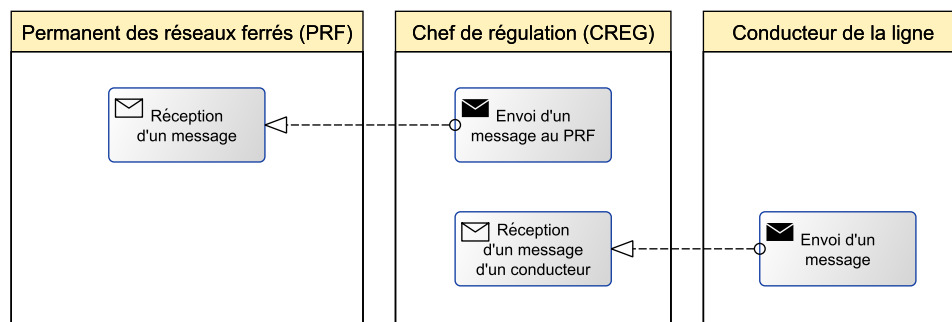 Permanent des réseaux ferrés (PRF)
Chef de régulation (CREG)
Conducteur de la ligne
Réception
d'un message
Envoi d'un
message au PRF
Réception
d'un message
d'un conducteur
Envoi d'un
message